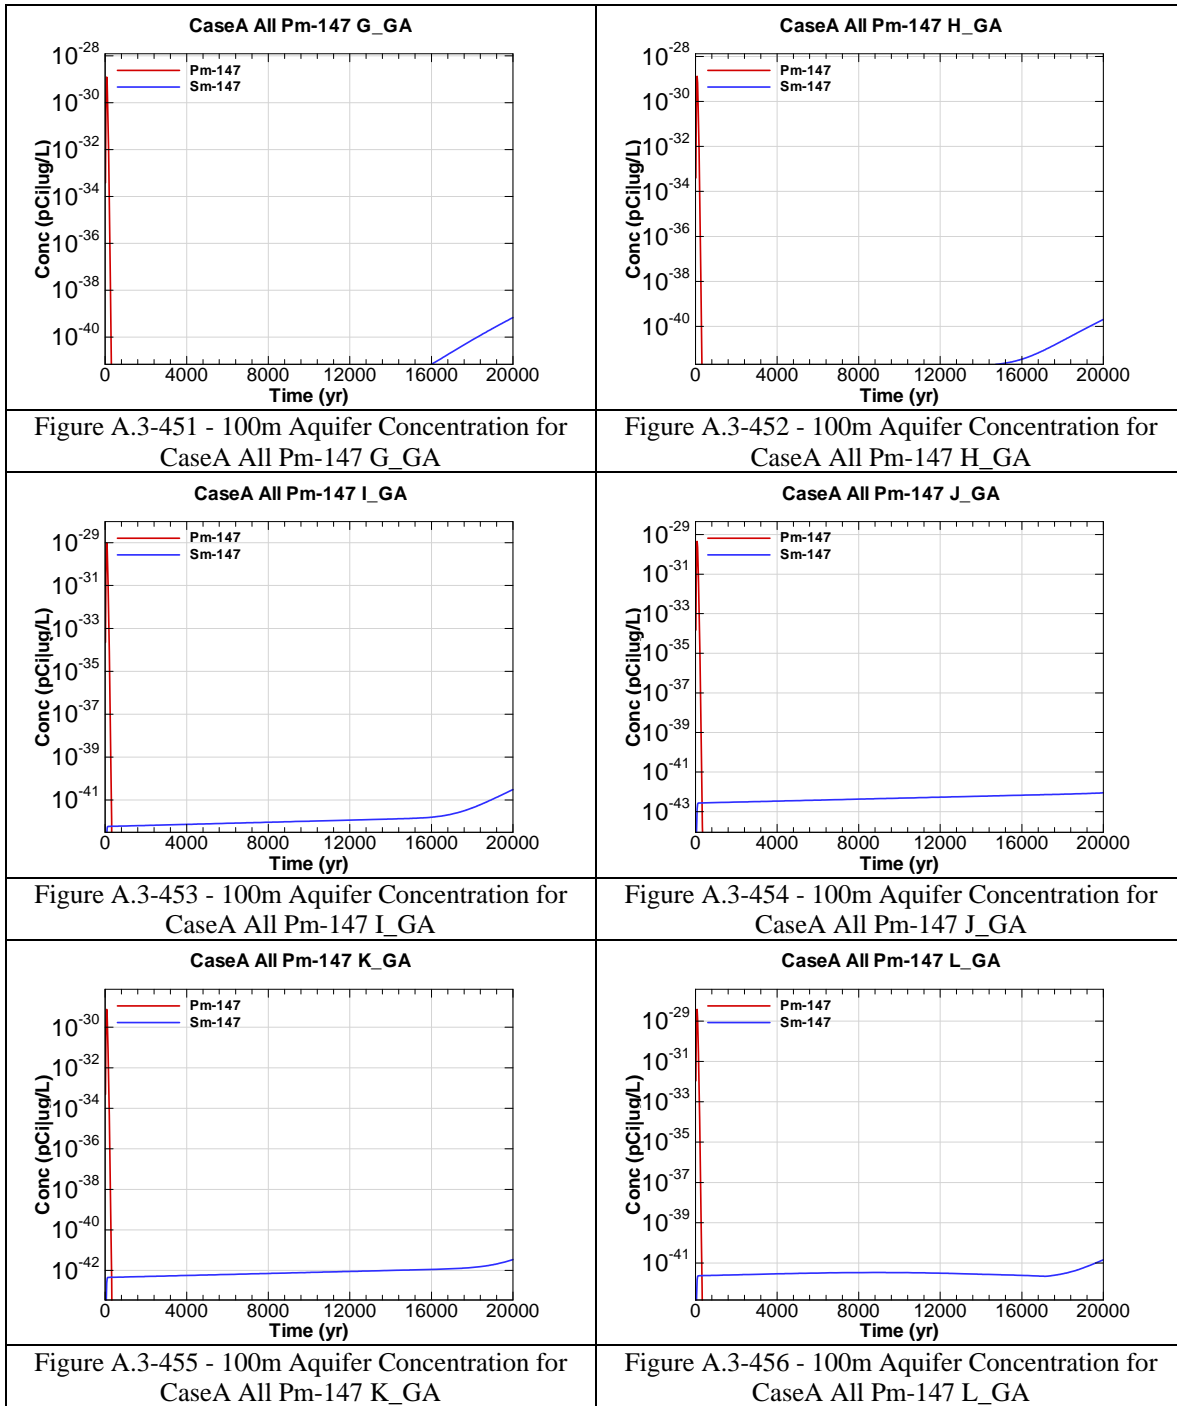 CaseA All Pm-147 G_GA
Pm-147
Sm-147
Conc (pCi|ug/L)
10-28
10-30
10-32
10-34
10-36
10-38
10-40
0 4000 8000 12000 16000 20000
Time (yr)
Figure A.3-451 - 100m Aquifer Concentration for
CaseA All Pm-147 G_GA
CaseA All Pm-147 H_GA
Pm-147
Sm-147
Conc (pCi|ug/L)
10-28
10-30
10-32
10-34
10-36
10-38
10-40
0 4000 8000 12000 16000 20000
Time (yr)
Figure A.3-452 - 100m Aquifer Concentration for
CaseA All Pm-147 H_GA
CaseA All Pm-147 I_GA
Pm-147
Sm-147
Conc (pCi|ug/L)
10-29
10-31
10-33
10-35
10-37
10-39
10-41
0 4000 8000 12000 16000 20000
Time (yr)
Figure A.3-453 - 100m Aquifer Concentration for
CaseA All Pm-147 I_GA
CaseA All Pm-147 J_GA
Pm-147
Sm-147
Conc (pCi|ug/L)
10-29
10-31
10-33
10-35
10-37
10-39
10-41
10-43
0 4000 8000 12000 16000 20000
Time (yr)
Figure A.3-454 - 100m Aquifer Concentration for
CaseA All Pm-147 J_GA
CaseA All Pm-147 K_GA
Pm-147
Sm-147
Conc (pCi|ug/L)
10-30
10-32
10-34
10-36
10-38
10-40
10-42
0 4000 8000 12000 16000 20000
Time (yr)
Figure A.3-455 - 100m Aquifer Concentration for
CaseA All Pm-147 K_GA
CaseA All Pm-147 L_GA
Pm-147
Sm-147
Conc (pCi|ug/L)
10-29
10-31
10-33
10-35
10-37
10-39
10-41
0 4000 8000 12000 16000 20000
Time (yr)
Figure A.3-456 - 100m Aquifer Concentration for
CaseA All Pm-147 L_GA